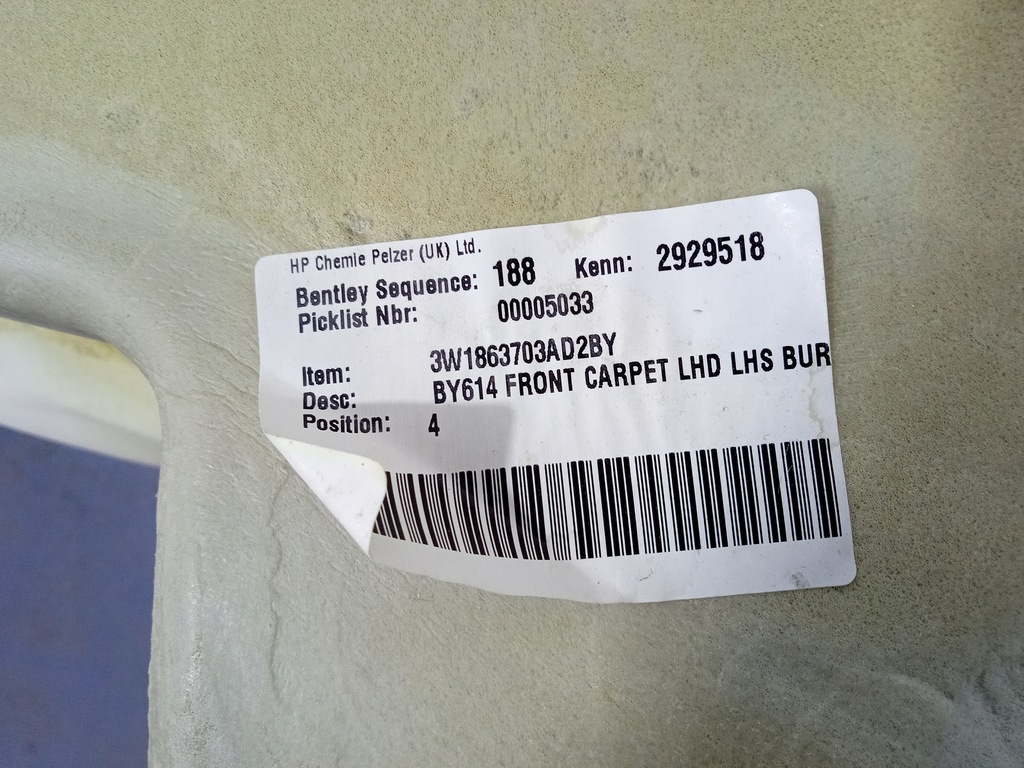 HP Chemie Pelzer (UK) Ltd.
Bentley Sequence: 188 Kenn: 2929518
Picklist Nbr: 00005033
Item: 3W1863703AD2BY
Desc: BY614 FRONT CARPET LHD LHS BUR
Position: 4